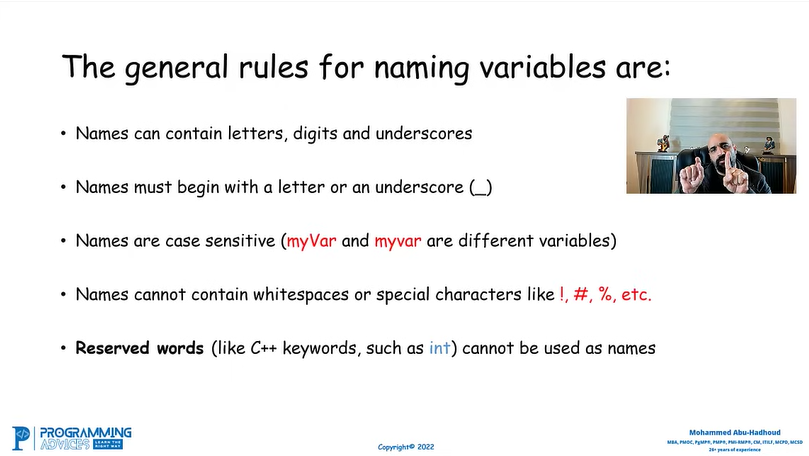 The general rules for naming variables are:
• Names can contain letters, digits and underscores
• Names must begin with a letter or an underscore (_)
• Names are case sensitive (myVar and myvar are different variables)
• Names cannot contain whitespaces or special characters like !, #, %, etc.
• Reserved words (like C++ keywords, such as int) cannot be used as names
PROGRAMMING
ADVICES LEARN THE RIGHT WAY
Copyright© 2022
Mohammed Abu-Hadhoud
MBA, PMOC, PgMP®, PMP®, PMI-RMP®, CM, ITILF, MCPD, MCSD
26+ years of experience